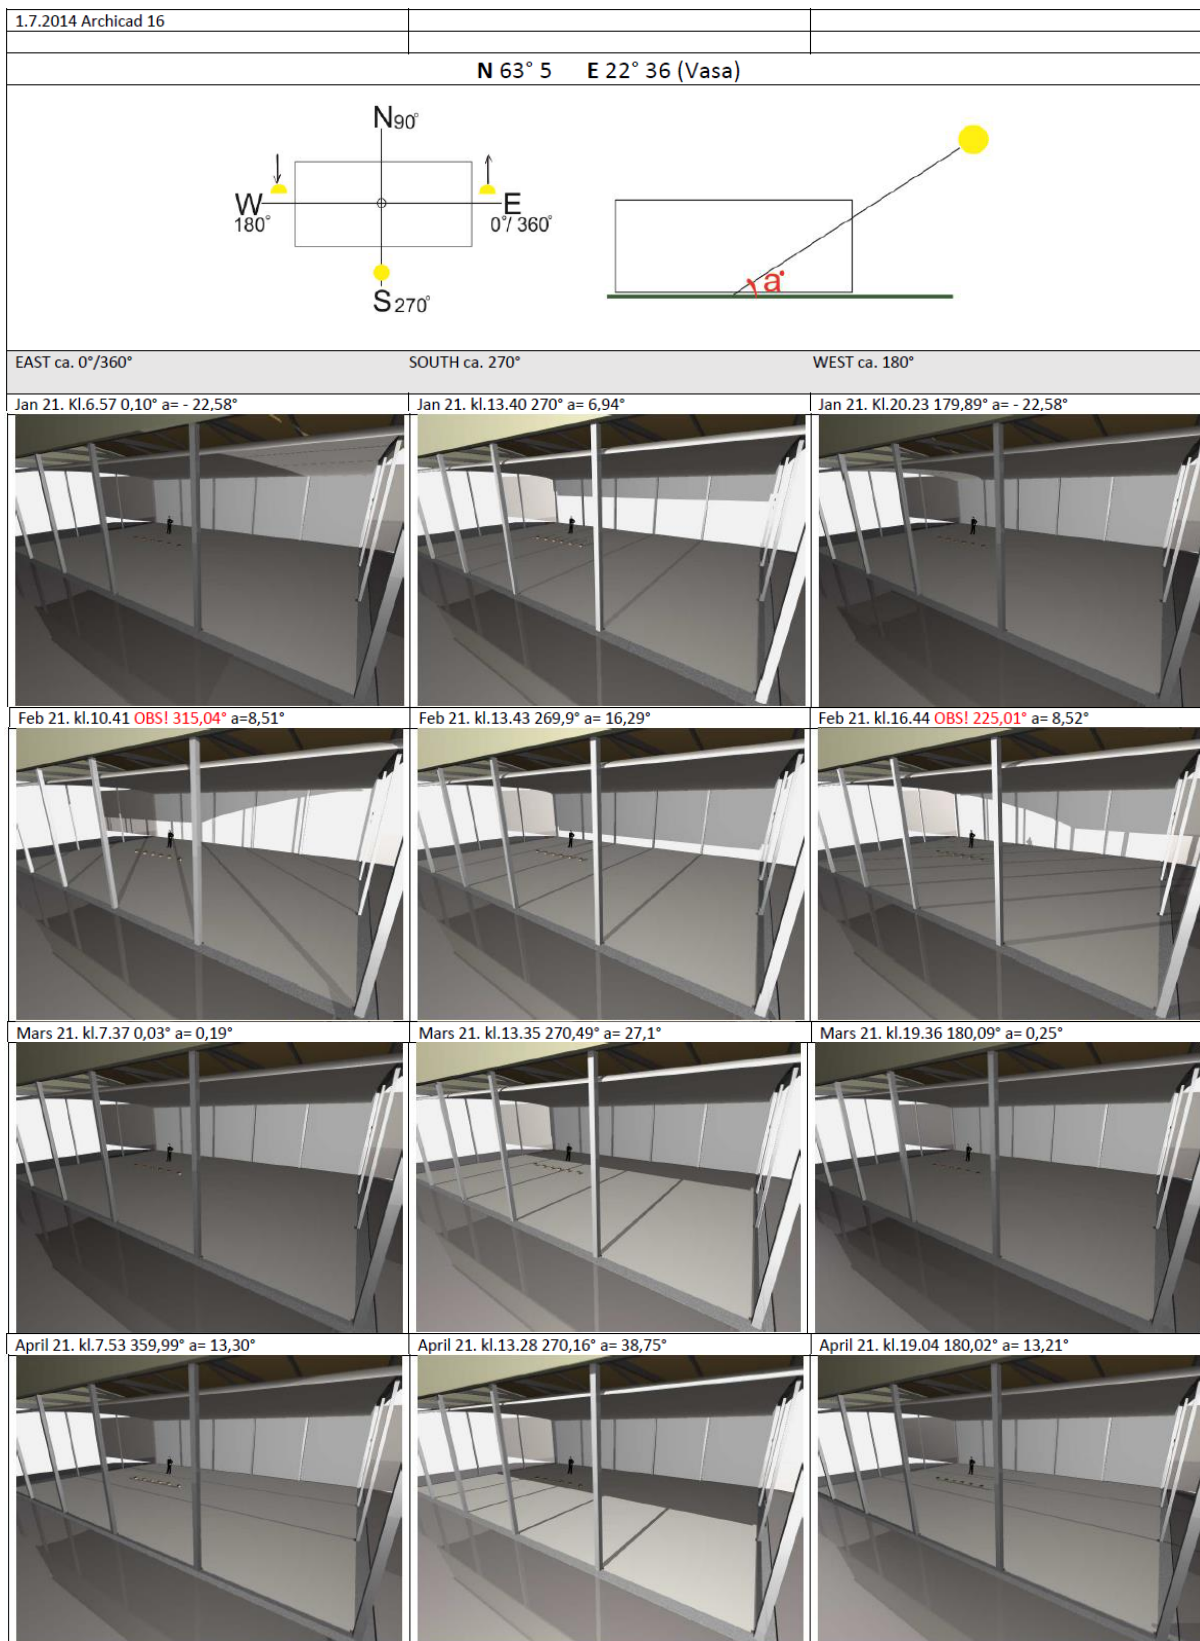 1.7.2014 Archicad 16
N 63° 5 E 22° 36 (Vasa)
N90°
W
180°
E
0°/ 360°
S 270°
a°
EAST ca. 0°/360° SOUTH ca. 270° WEST ca. 180°
Jan 21. Kl.6.57 0,10° a= - 22,58° Jan 21. kl.13.40 270° a= 6,94° Jan 21. Kl.20.23 179,89° a= - 22,58°
Feb 21. kl.10.41 OBS! 315,04° a=8,51° Feb 21. kl.13.43 269,9° a= 16,29° Feb 21. kl.16.44 OBS! 225,01° a= 8,52°
Mars 21. kl.7.37 0,03° a= 0,19° Mars 21. kl.13.35 270,49° a= 27,1° Mars 21. kl.19.36 180,09° a= 0,25°
April 21. kl.7.53 359,99° a= 13,30° April 21. kl.13.28 270,16° a= 38,75° April 21. kl.19.04 180,02° a= 13,21°